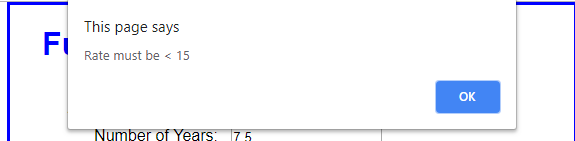 This page says
Fu
Rate must be < 15
OK
Number of Years: 7.5